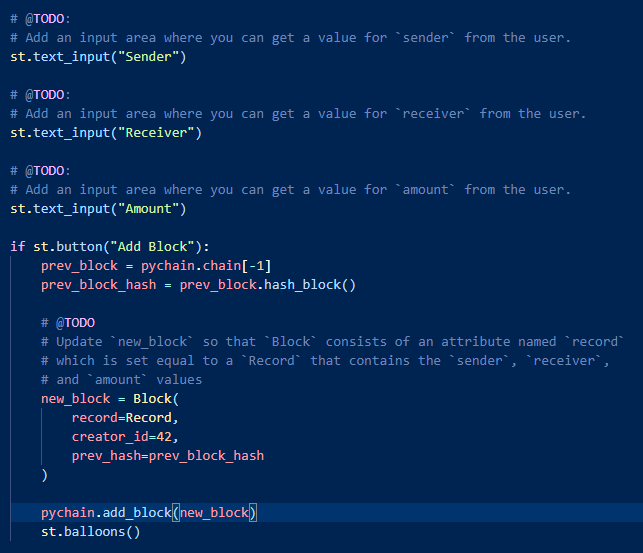 # @TODO:
# Add an input area where you can get a value for `sender` from the user.
st.text_input("Sender")
# @TODO:
# Add an input area where you can get a value for `receiver` from the user.
st.text_input("Receiver")
# @TODO:
# Add an input area where you can get a value for `amount` from the user.
st.text_input("Amount")
if st.button("Add Block"):
    prev_block = pychain.chain[-1]
    prev_block_hash = prev_block.hash_block()
    # @TODO
    # Update `new_block` so that `Block` consists of an attribute named `record`
    # which is set equal to a `Record` that contains the `sender`, `receiver`,
    # and `amount` values
    new_block = Block(
        record=Record,
        creator_id=42,
        prev_hash=prev_block_hash
    )
    pychain.add_block(new_block)
    st.balloons()